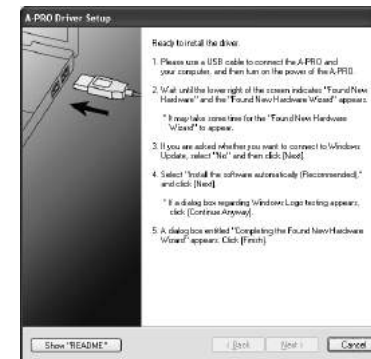 A-PRO Driver Setup
Ready to install the driver.
1. Please use a USB cable to connect the A-PRO and
your computer, and then turn on the power of the A-PRO.
2. Wait until the lower right of the screen indicates "Found New
Hardware" and the "Found New Hardware Wizard" appears.
* It may take some time for the "Found New Hardware
Wizard" to appear.
3. If you are asked whether you want to connect to Windows
Update, select "No" and then click [Next].
4. Select "Install the software automatically (Recommended),"
and click [Next].
* If a dialog box regarding Windows Logo testing appears,
click [Continue Anyway].
5. A dialog box entitled "Completing the Found New Hardware
Wizard" appears. Click [Finish].
Show "README"
< Back
Next >
Cancel